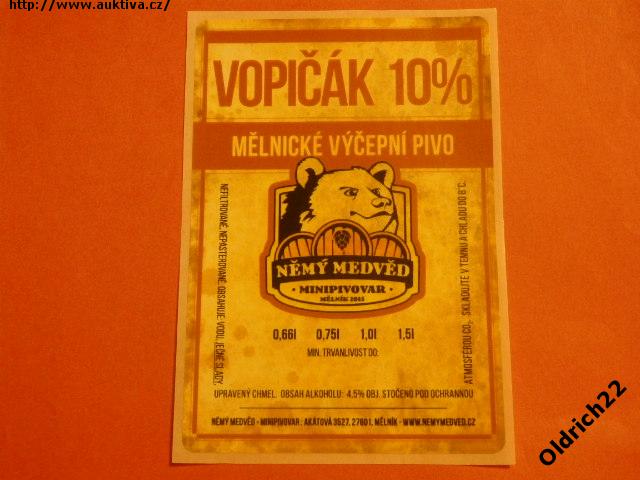 http://www.auktiva.cz/
VOPIČÁK 10%
MĚLNICKÉ VÝČEPNÍ PIVO
NEFILTROVANÉ, NEPASTEROVANÉ. OBSAHUJE: VODU, JEČNÉ SLADY,
NĚMÝ MEDVĚD
MINIPIVOVAR
MĚLNÍK 2015
0,66l 0,75l 1,0l 1,5l
MIN. TRVANLIVOST DO:
UPRAVENÝ CHMEL. OBSAH ALKOHOLU: 4,5% OBJ. STOČENO POD OCHRANNOU
ATMOSFÉROU CO₂. SKLADUJTE V TEMNU A CHLADU DO 8°C.
NĚMÝ MEDVĚD - MINIPIVOVAR, AKÁTOVÁ 3527, 27601, MĚLNÍK - WWW.NEMYMEDVED.CZ
Oldrich22